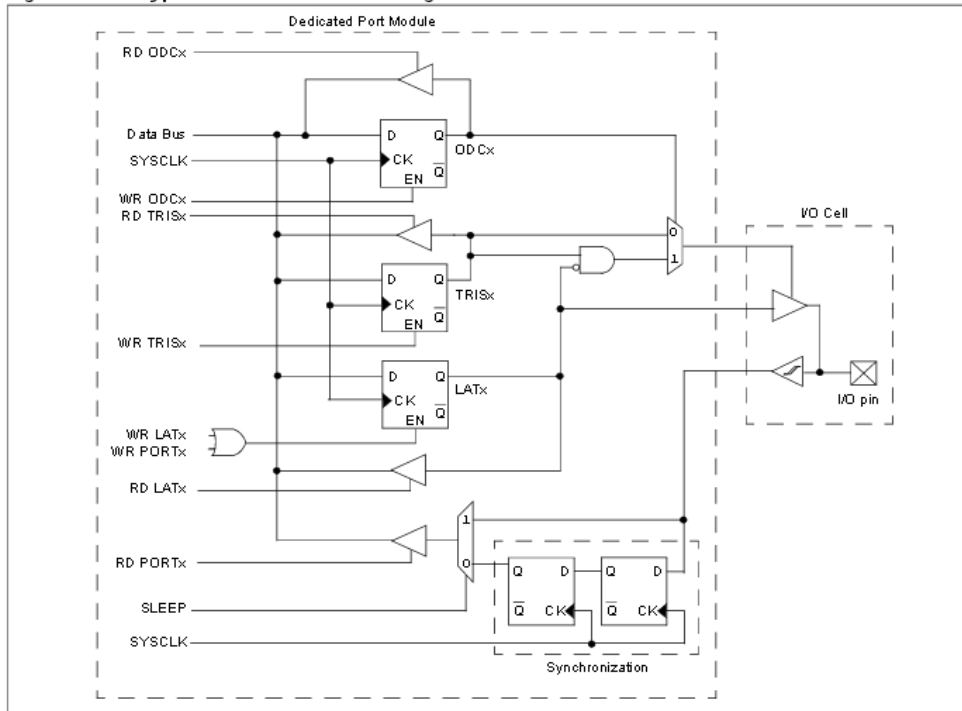 Dedicated Port Module
RD ODCx
Data Bus
D Q
ODCx
SYSCLK
CK
Q
EN
WR ODCx
RD TRISx
I/O Cell
0
1
D Q
TRISx
CK
Q
EN
WR TRISx
D Q
LATx
CK
Q
EN
I/O pin
WR LATx
WR PORTx
RD LATx
1
0
RD PORTx
Q D Q D
Q CK Q CK
SLEEP
SYSCLK
Synchronization